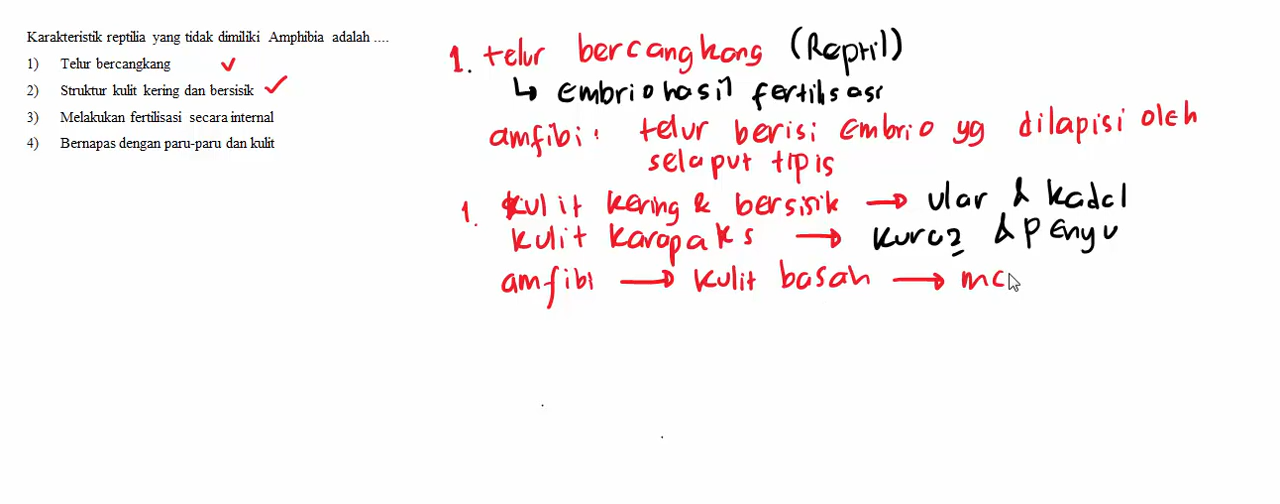 Karakteristik reptilia yang tidak dimiliki Amphibia adalah ....
1) Telur bercangkang
2) Struktur kulit kering dan bersisik
3) Melakukan fertilisasi secara internal
4) Bernapas dengan paru-paru dan kulit
1. telur bercangkang (Reptil)
↳ Embrio hasil fertilisasi
amfibi: telur berisi Embrio yg dilapisi oleh
selaput tipis
1. kulit kering & bersisik → ular & kadal
kulit karapaks → kura2 & penyu
amfibi → kulit basah →